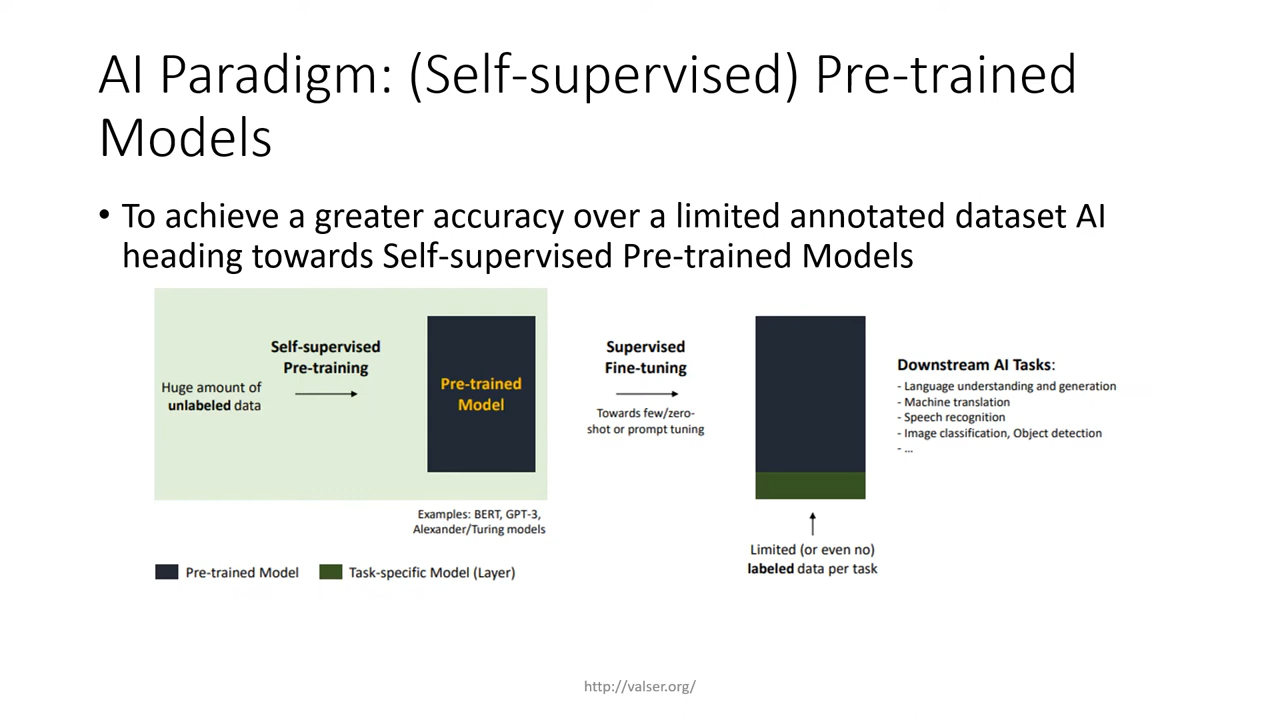 AI Paradigm: (Self-supervised) Pre-trained
Models
• To achieve a greater accuracy over a limited annotated dataset AI
heading towards Self-supervised Pre-trained Models
Huge amount of
unlabeled data
Self-supervised
Pre-training
Pre-trained
Model
Examples: BERT, GPT-3,
Alexander/Turing models
Supervised
Fine-tuning
Towards few/zero-
shot or prompt tuning
Limited (or even no)
labeled data per task
Downstream AI Tasks:
- Language understanding and generation
- Machine translation
- Speech recognition
- Image classification, Object detection
- ...
Pre-trained Model
Task-specific Model (Layer)
http://valser.org/